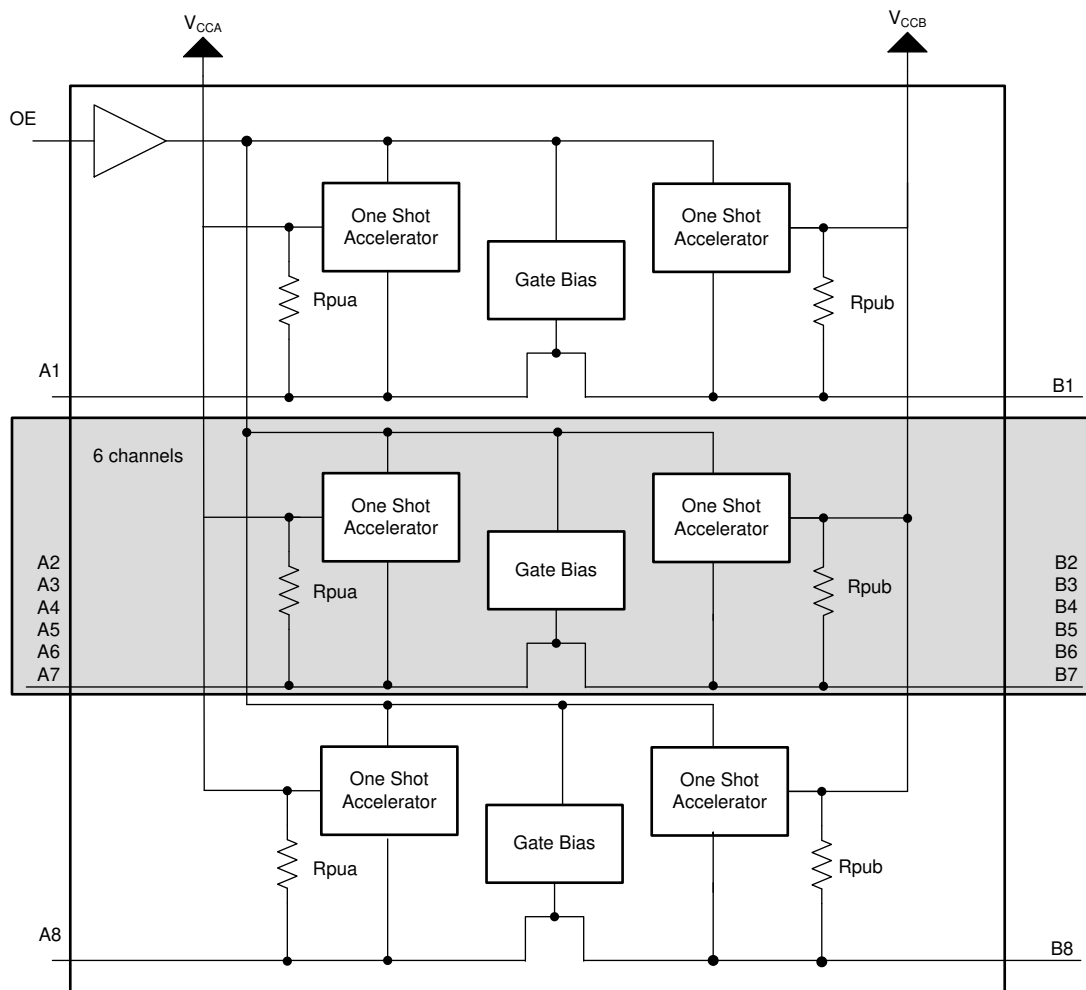 VCCA
VCCB
OE
One Shot
Accelerator
One Shot
Accelerator
Gate Bias
Rpua
Rpub
A1
B1
6 channels
One Shot
Accelerator
One Shot
Accelerator
Gate Bias
Rpua
Rpub
A2
A3
A4
A5
A6
A7
B2
B3
B4
B5
B6
B7
One Shot
Accelerator
One Shot
Accelerator
Gate Bias
Rpua
Rpub
A8
B8